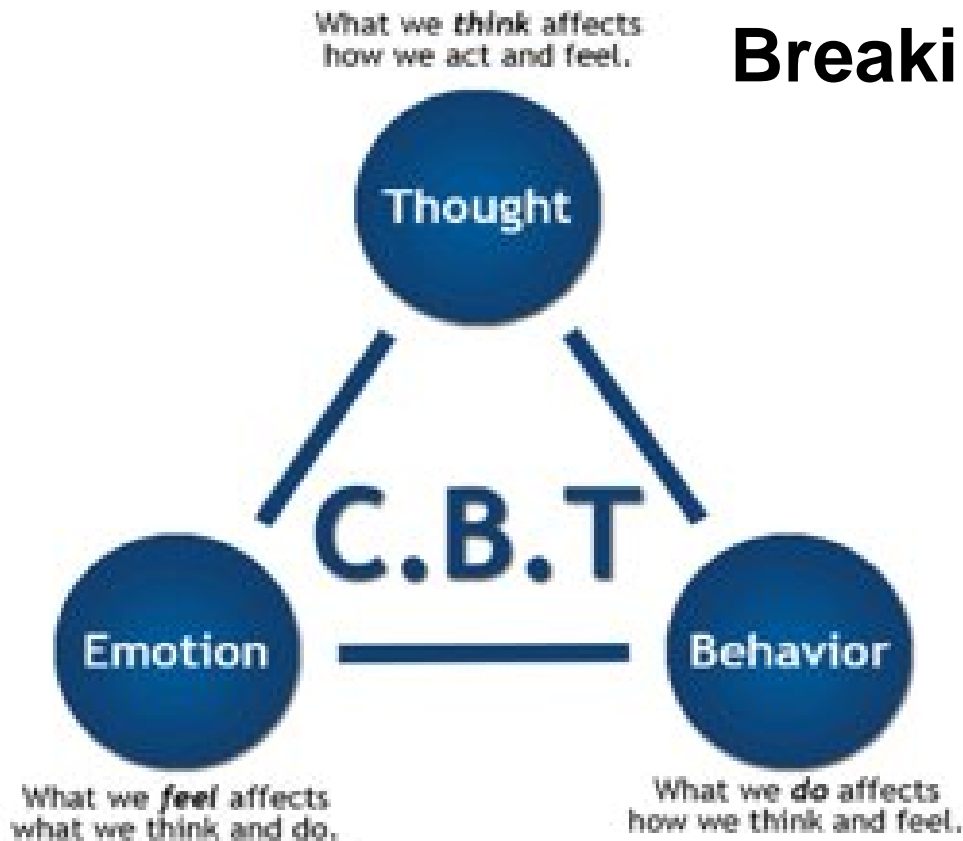 What we think affects
how we act and feel.
Breaki
Thought
C.B.T
Emotion
Behavior
What we feel affects
what we think and do.
What we do affects
how we think and feel.